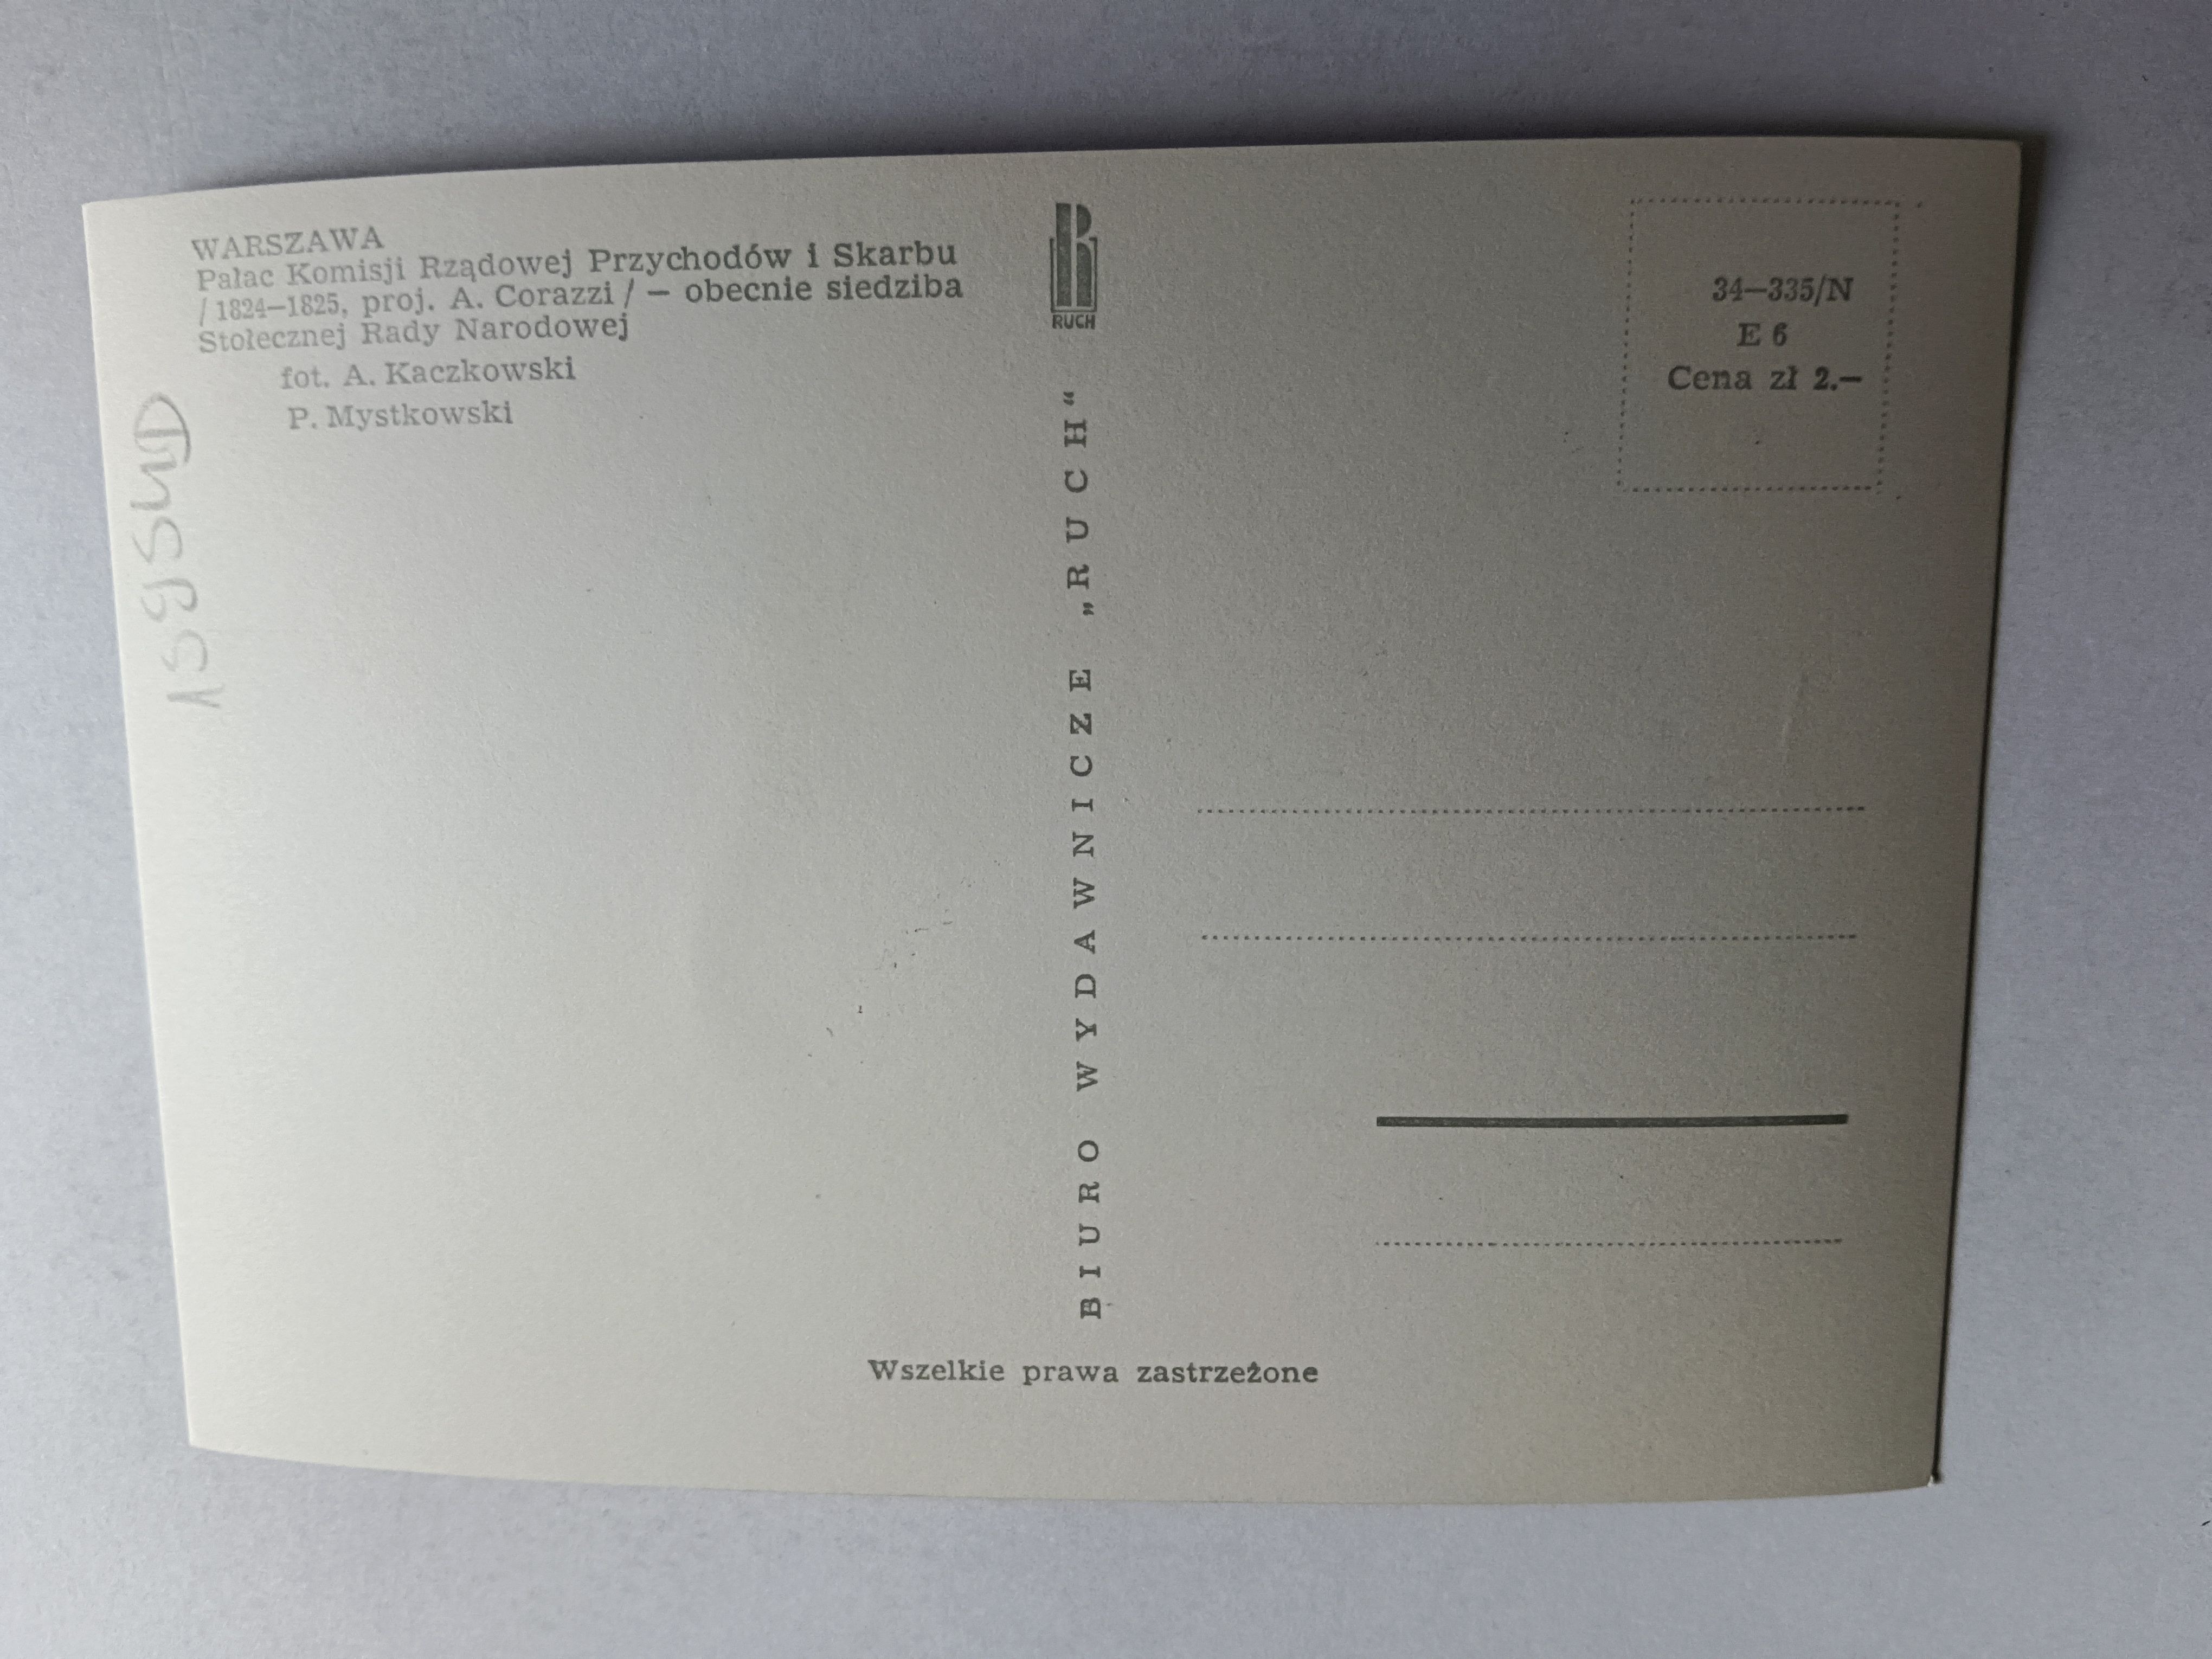 WARSZAWA
Pałac Komisji Rządowej Przychodów i Skarbu
/ 1824—1825, proj. A. Corazzi / — obecnie siedziba
Stołecznej Rady Narodowej
fot. A. Kaczkowski
P. Mystkowski
RUCH
BIURO WYDAWNICZE „RUCH“
34—335/N
E 6
Cena zł 2.—
Wszelkie prawa zastrzeżone